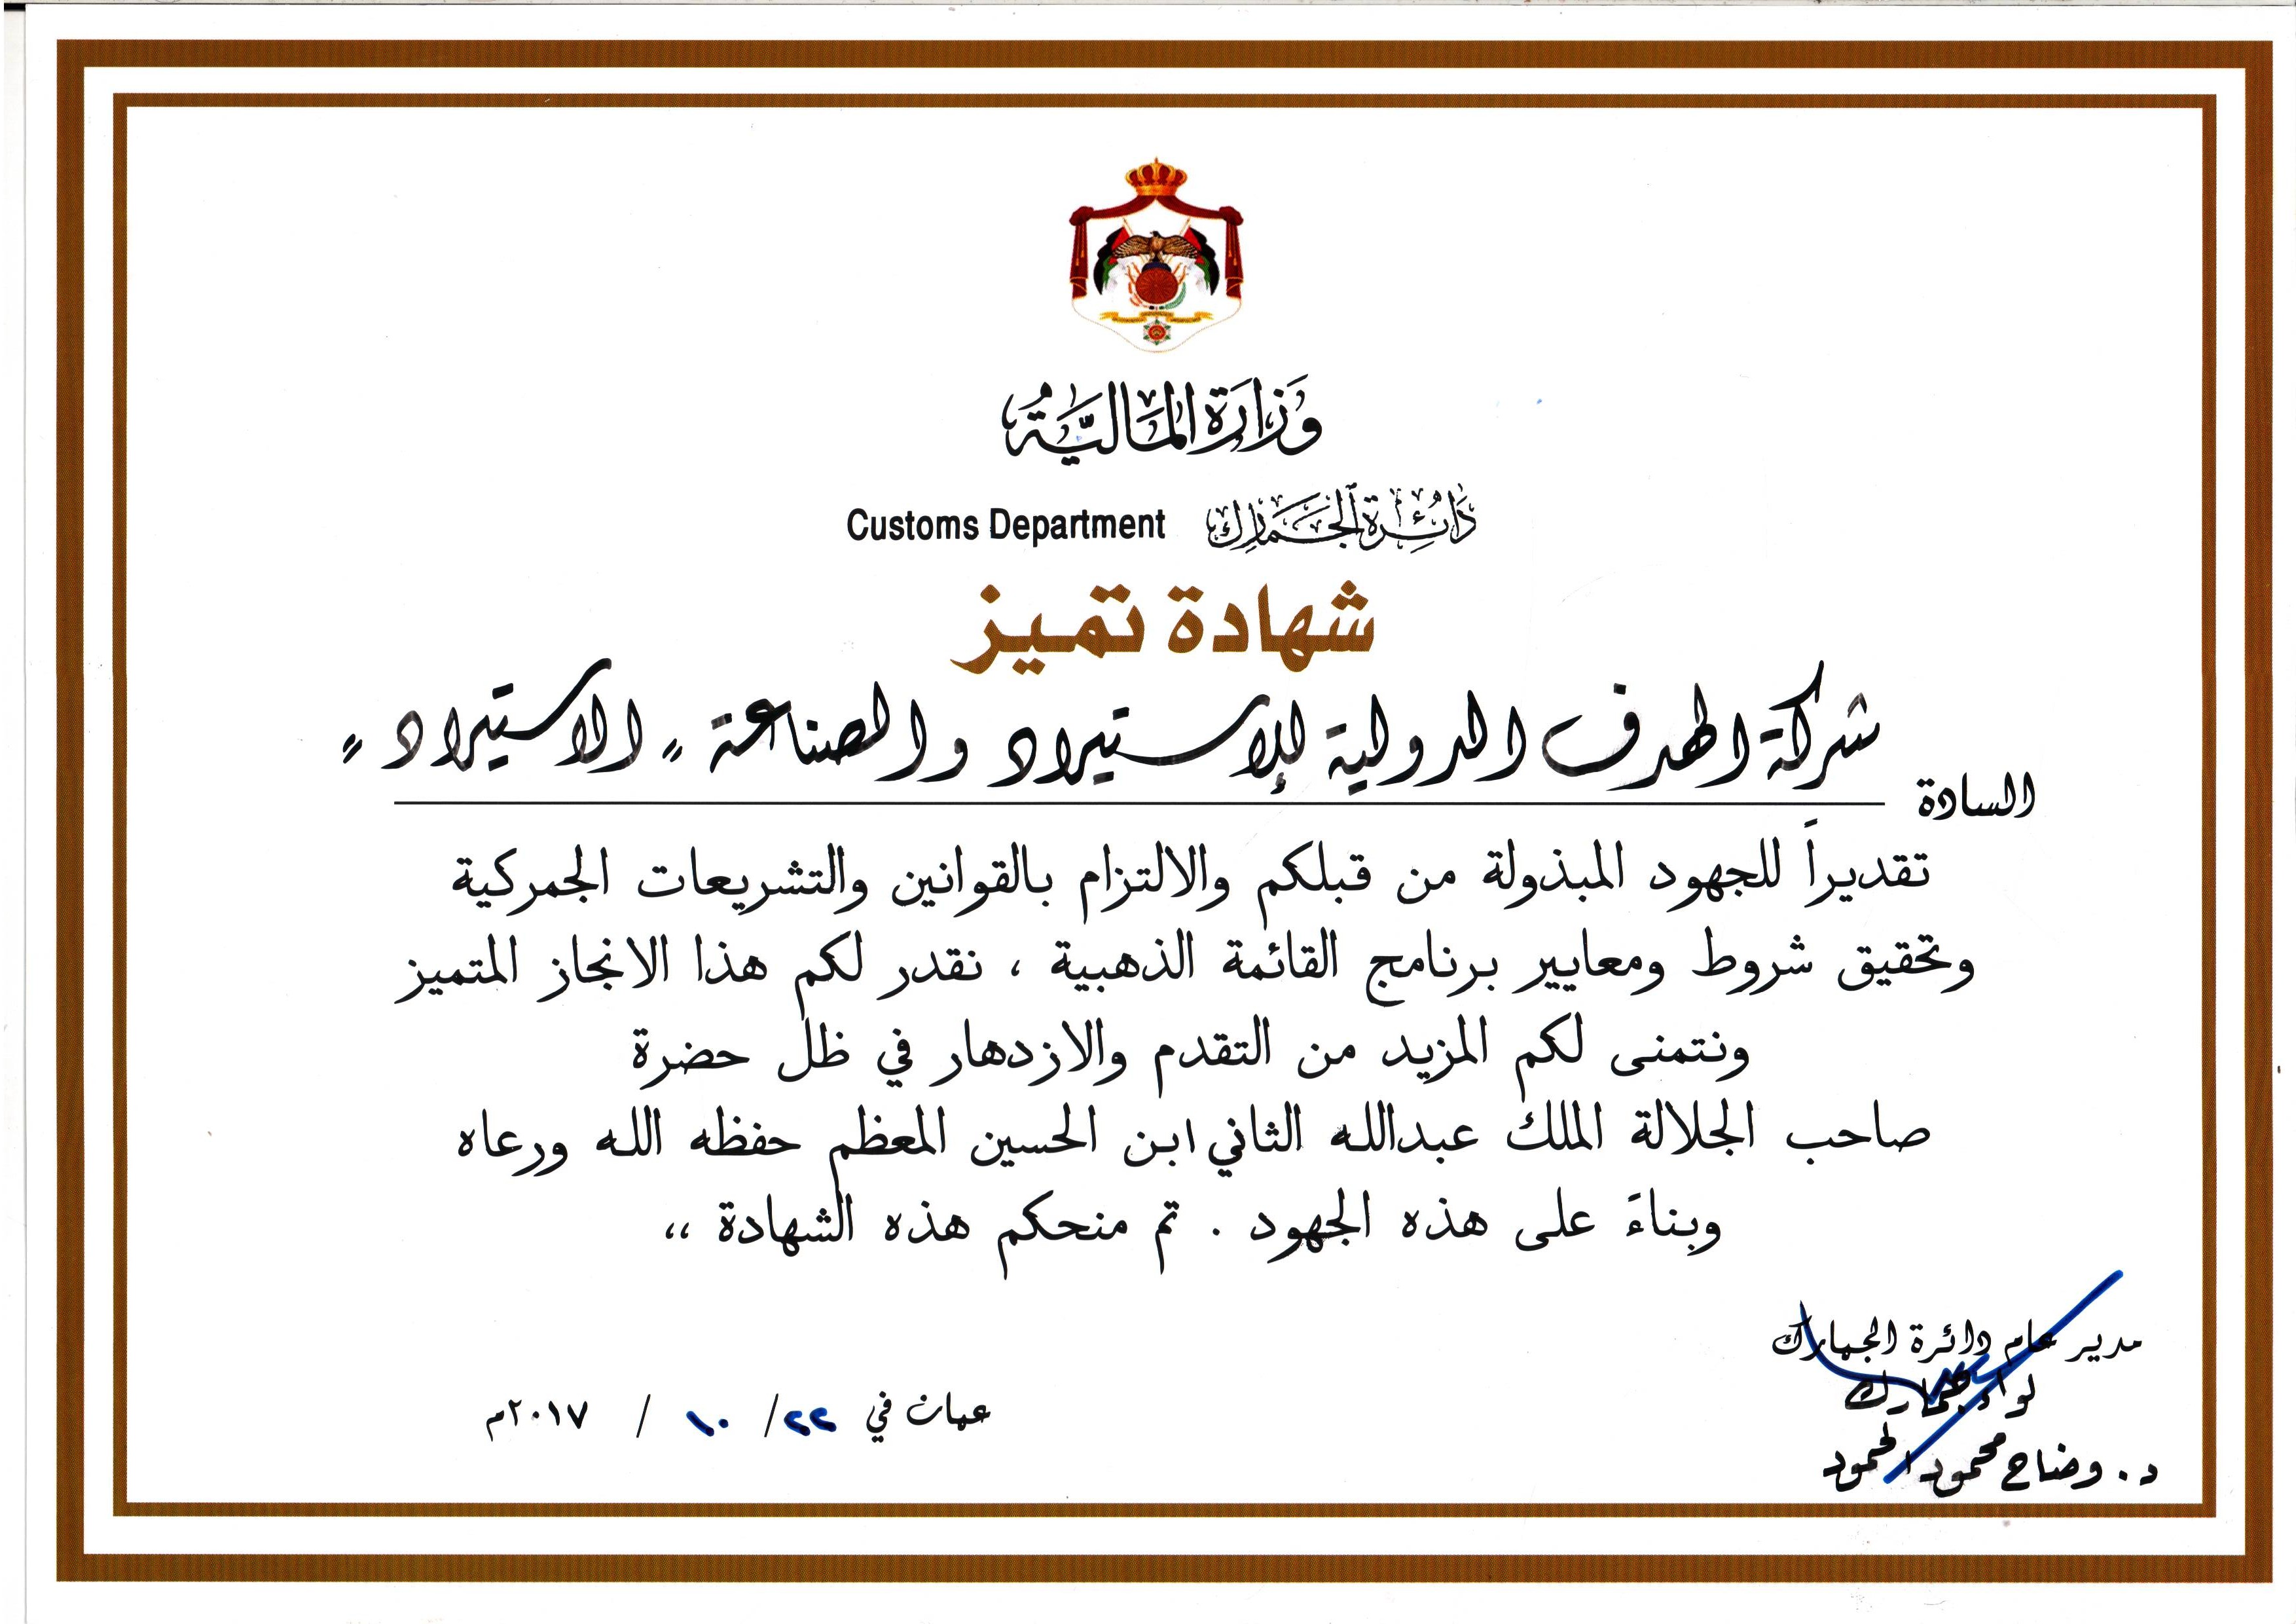 وزارة المالية
دائرة الجمارك Customs Department
شهادة تميز
السادة شركة الهدف الدولية للاستيراد والصناعة " الاستيراد "
تقديراً للجهود المبذولة من قبلكم والالتزام بالقوانين والتشريعات الجمركية
وتحقيق شروط ومعايير برنامج القائمة الذهبية ، نقدر لكم هذا الانجاز المتميز
ونتمنى لكم المزيد من التقدم والازدهار في ظل حضرة
صاحب الجلالة الملك عبدالله الثاني ابن الحسين المعظم حفظه الله ورعاه
وبناءً على هذه الجهود . تم منحكم هذه الشهادة ،،
مدير عام دائرة الجمارك
لواء جمارك
د. وضاح محمود الحمود
عمان في ٢٢ / ١٠ / ٢٠١٧م